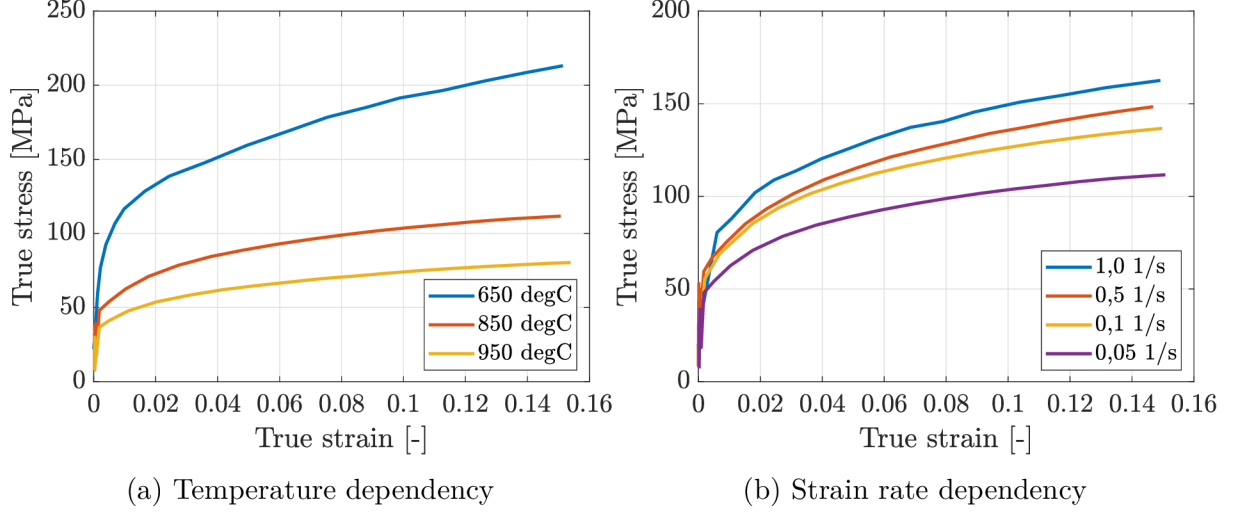 250
200
150
100
50
0
True stress [MPa]
0 0.02 0.04 0.06 0.08 0.1 0.12 0.14 0.16
True strain [-]
650 degC
850 degC
950 degC
(a) Temperature dependency
200
150
100
50
0
True stress [MPa]
0 0.02 0.04 0.06 0.08 0.1 0.12 0.14 0.16
True strain [-]
1,0 1/s
0,5 1/s
0,1 1/s
0,05 1/s
(b) Strain rate dependency